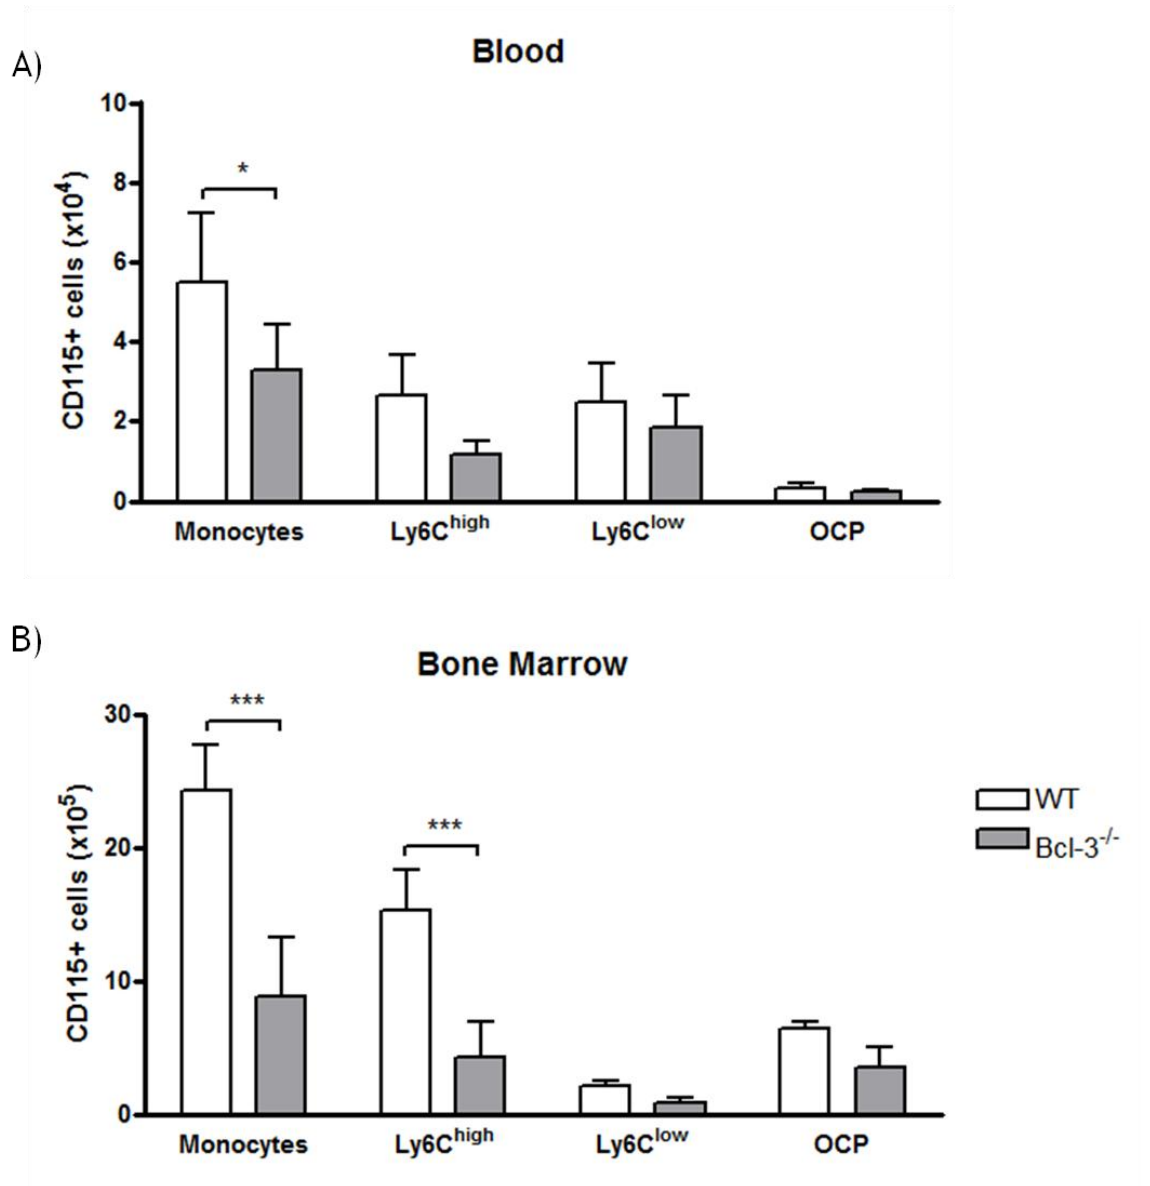 A)
Blood
CD115+ cells (x10⁴)
10
8
6
4
2
0
*
Monocytes
Ly6Chigh
Ly6Clow
OCP
B)
Bone Marrow
CD115+ cells (x10⁵)
30
20
10
0
***
***
Monocytes
Ly6Chigh
Ly6Clow
OCP
WT
Bcl-3-/-